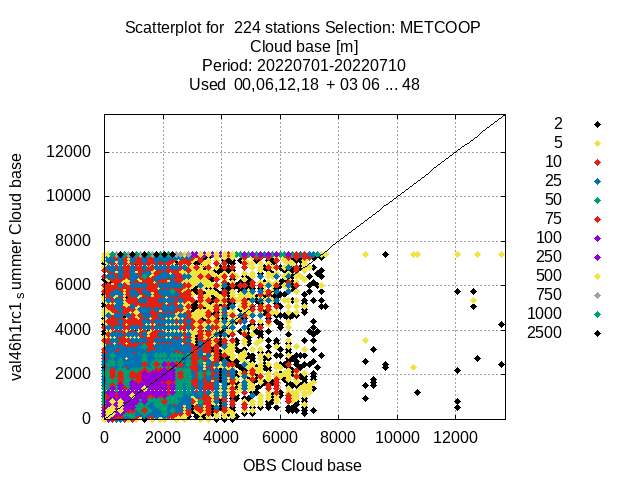 Scatterplot for 224 stations Selection: METCOOP
Cloud base [m]
Period: 20220701-20220710
Used 00,06,12,18 + 03 06 ... 48
val46h1rc1 summer Cloud base
12000
10000
8000
6000
4000
2000
0
0 2000 4000 6000 8000 10000 12000
OBS Cloud base
2
5
10
25
50
75
100
250
500
750
1000
2500